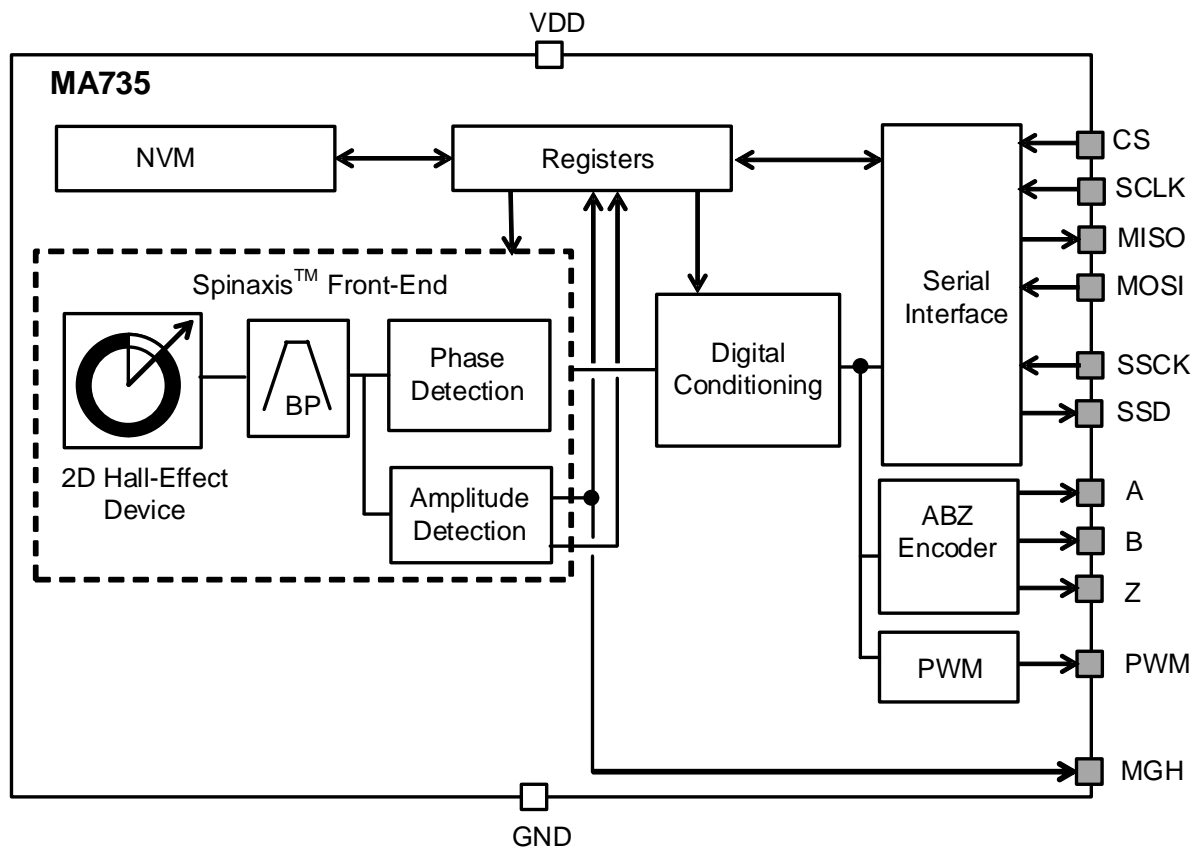 VDD
MA735
NVM
Registers
Serial
Interface
CS
SCLK
MISO
MOSI
SSCK
SSD
Spinaxis™ Front-End
2D Hall-Effect
Device
BP
Phase
Detection
Amplitude
Detection
Digital
Conditioning
ABZ
Encoder
A
B
Z
PWM
PWM
MGH
GND